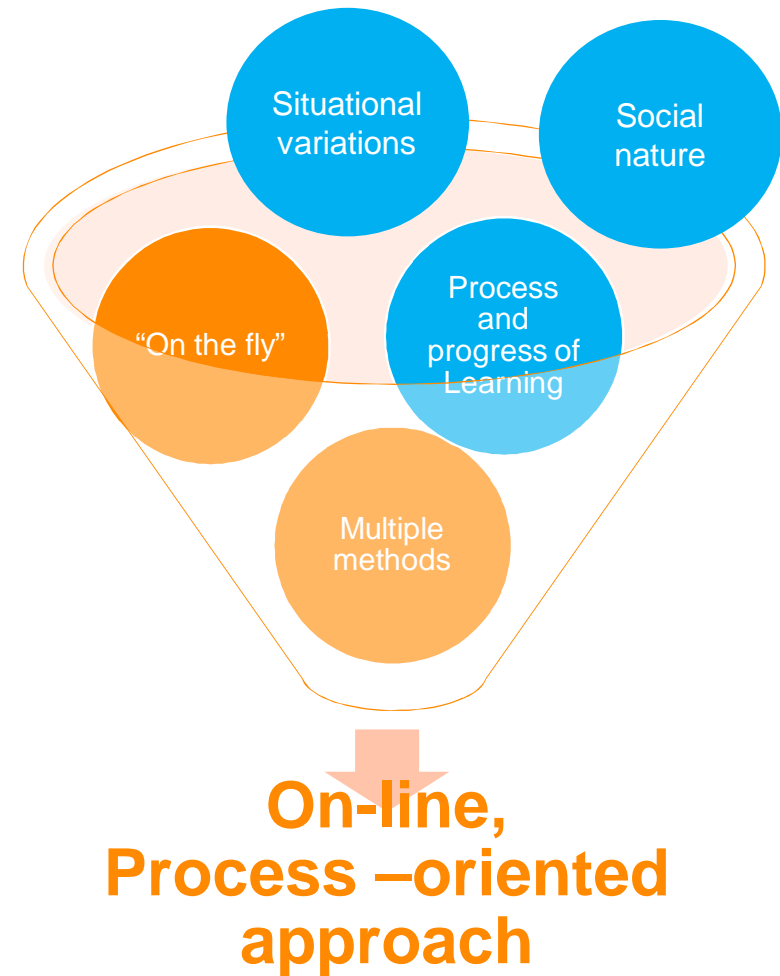 Situational
variations
Social
nature
“On the fly”
Process
and
progress of
Learning
Multiple
methods
On-line,
Process –oriented
approach